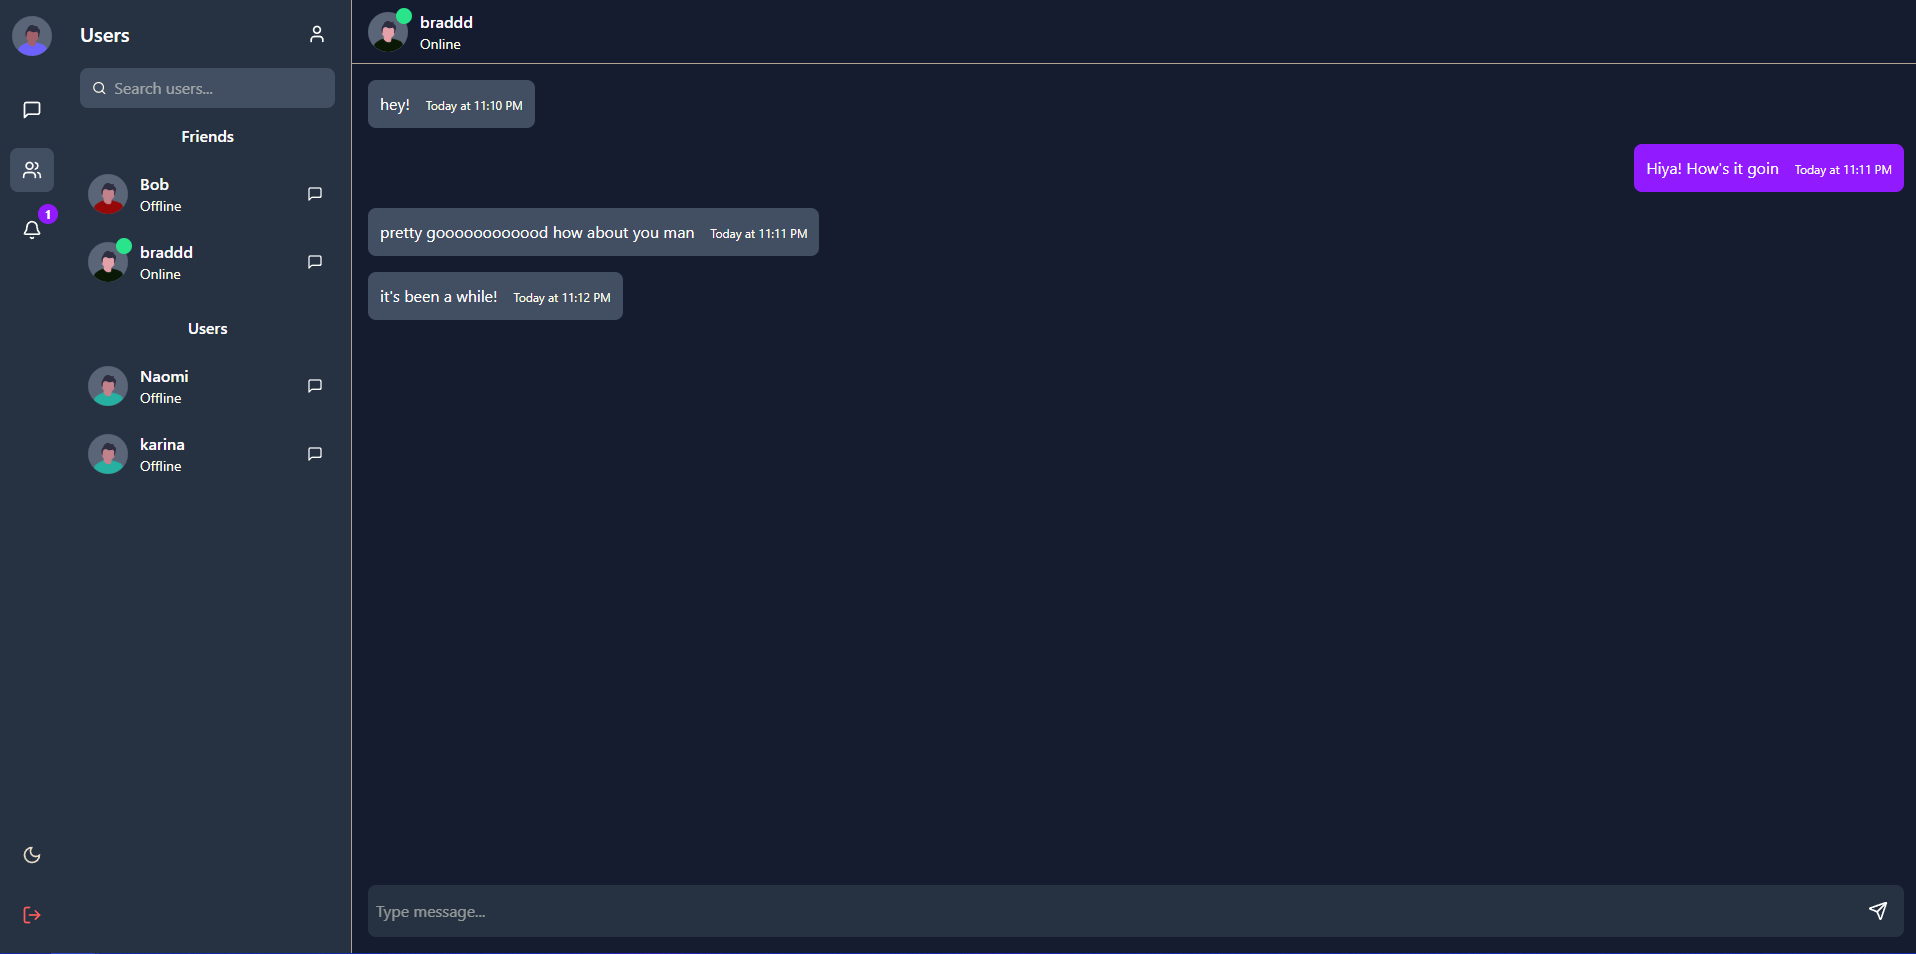 Users
Search users...
Friends
Bob
Offline
braddd
Online
1
Users
Naomi
Offline
karina
Offline
braddd
Online
hey! Today at 11:10 PM
Hiya! How's it goin Today at 11:11 PM
pretty goooooooooood how about you man Today at 11:11 PM
it's been a while! Today at 11:12 PM
Type message...